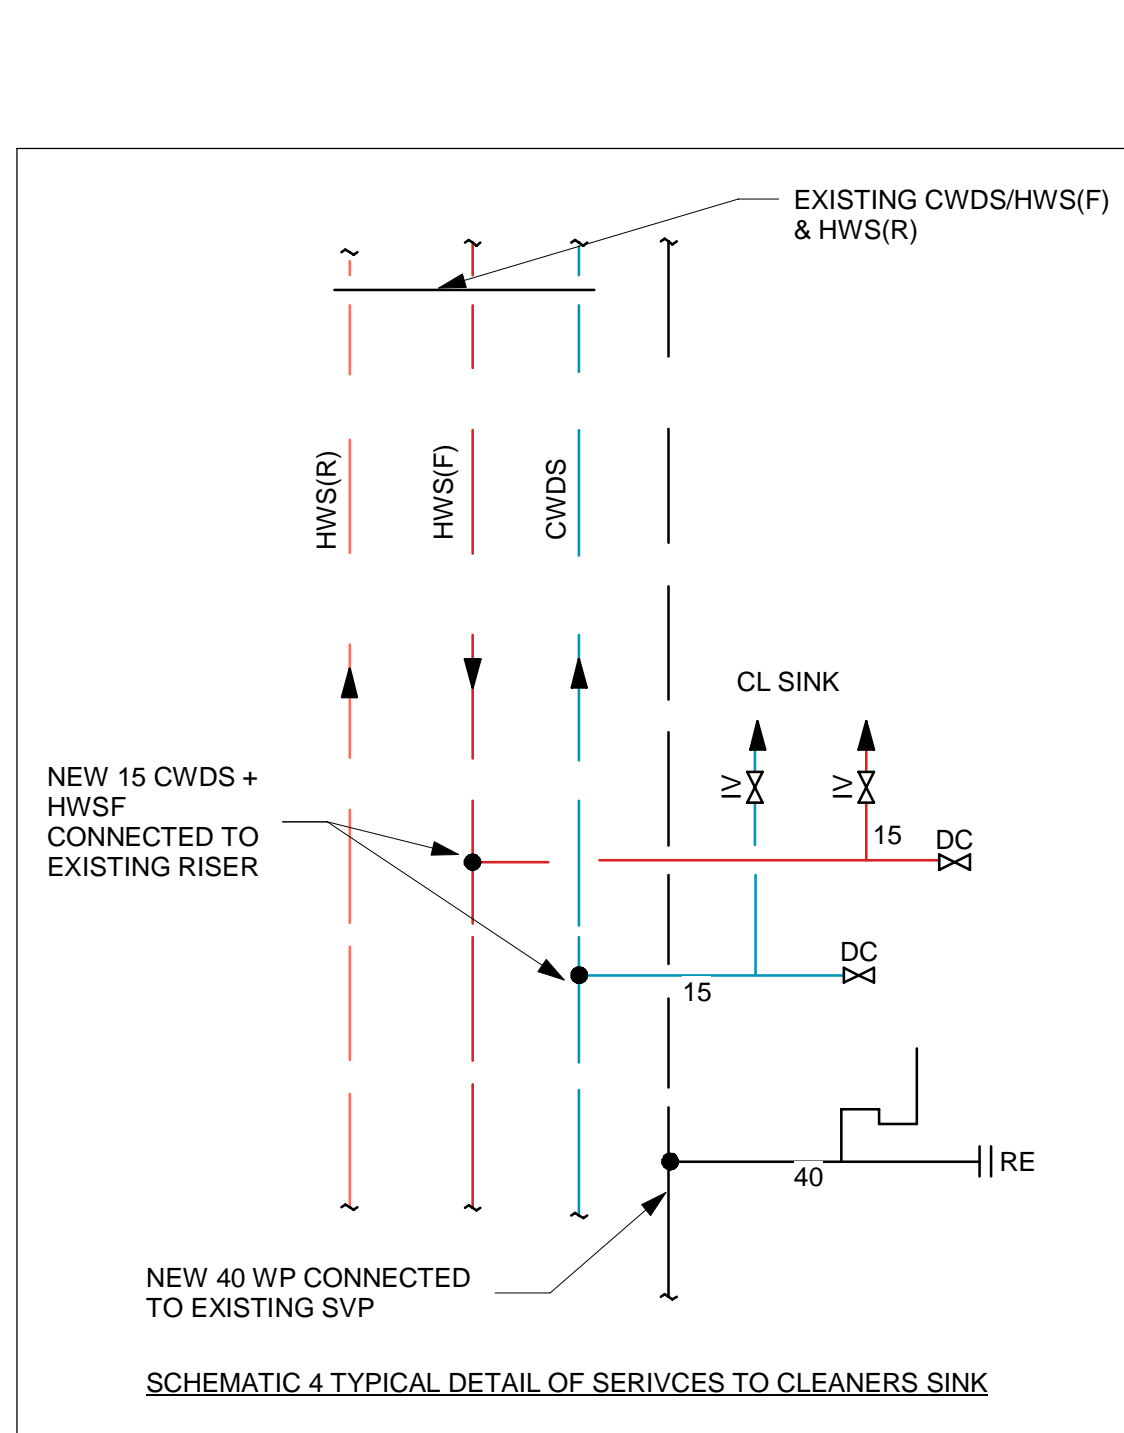 EXISTING CWDS/HWS(F)
& HWS(R)
HWS(R)
HWS(F)
CWDS
CL SINK
IV
IV
NEW 15 CWDS +
HWSF
CONNECTED TO
EXISTING RISER
15
DC
DC
15
40
RE
NEW 40 WP CONNECTED
TO EXISTING SVP
SCHEMATIC 4 TYPICAL DETAIL OF SERIVCES TO CLEANERS SINK